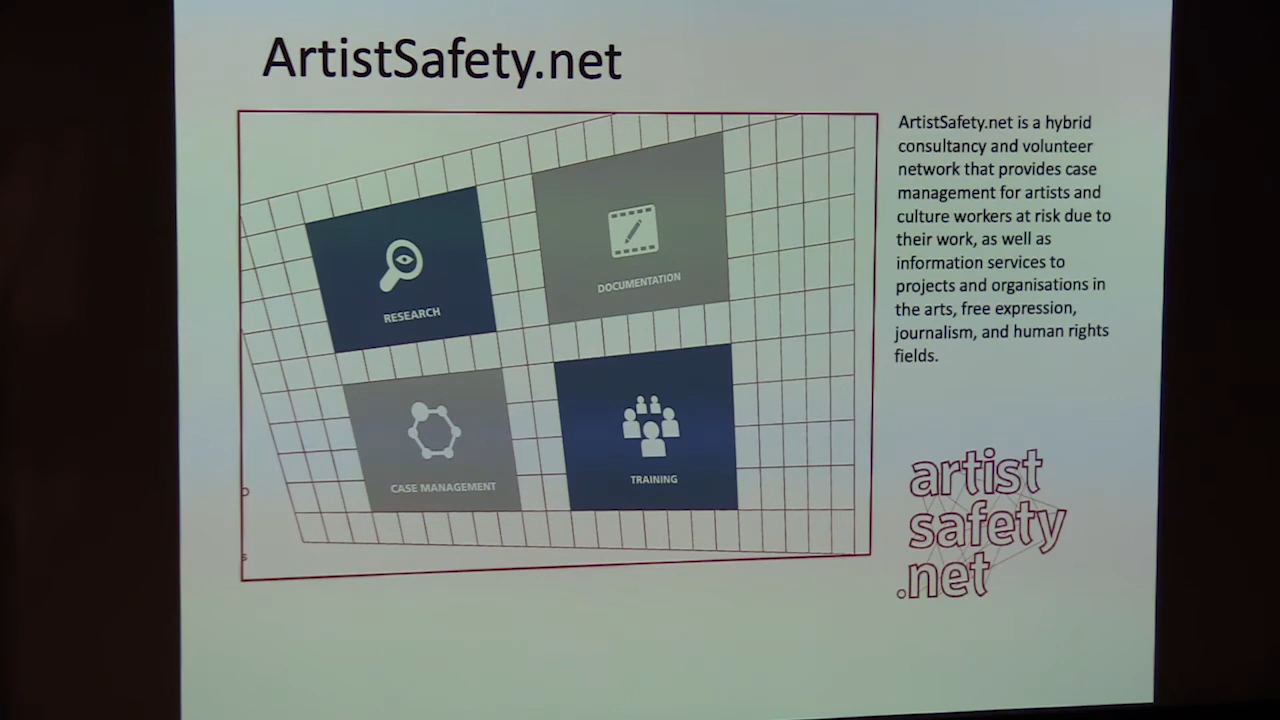 ArtistSafety.net
ArtistSafety.net is a hybrid
consultancy and volunteer
network that provides case
management for artists and
culture workers at risk due to
their work, as well as
information services to
projects and organisations in
the arts, free expression,
journalism, and human rights
fields.
RESEARCH
DOCUMENTATION
CASE MANAGEMENT
TRAINING
artist
safety
.net